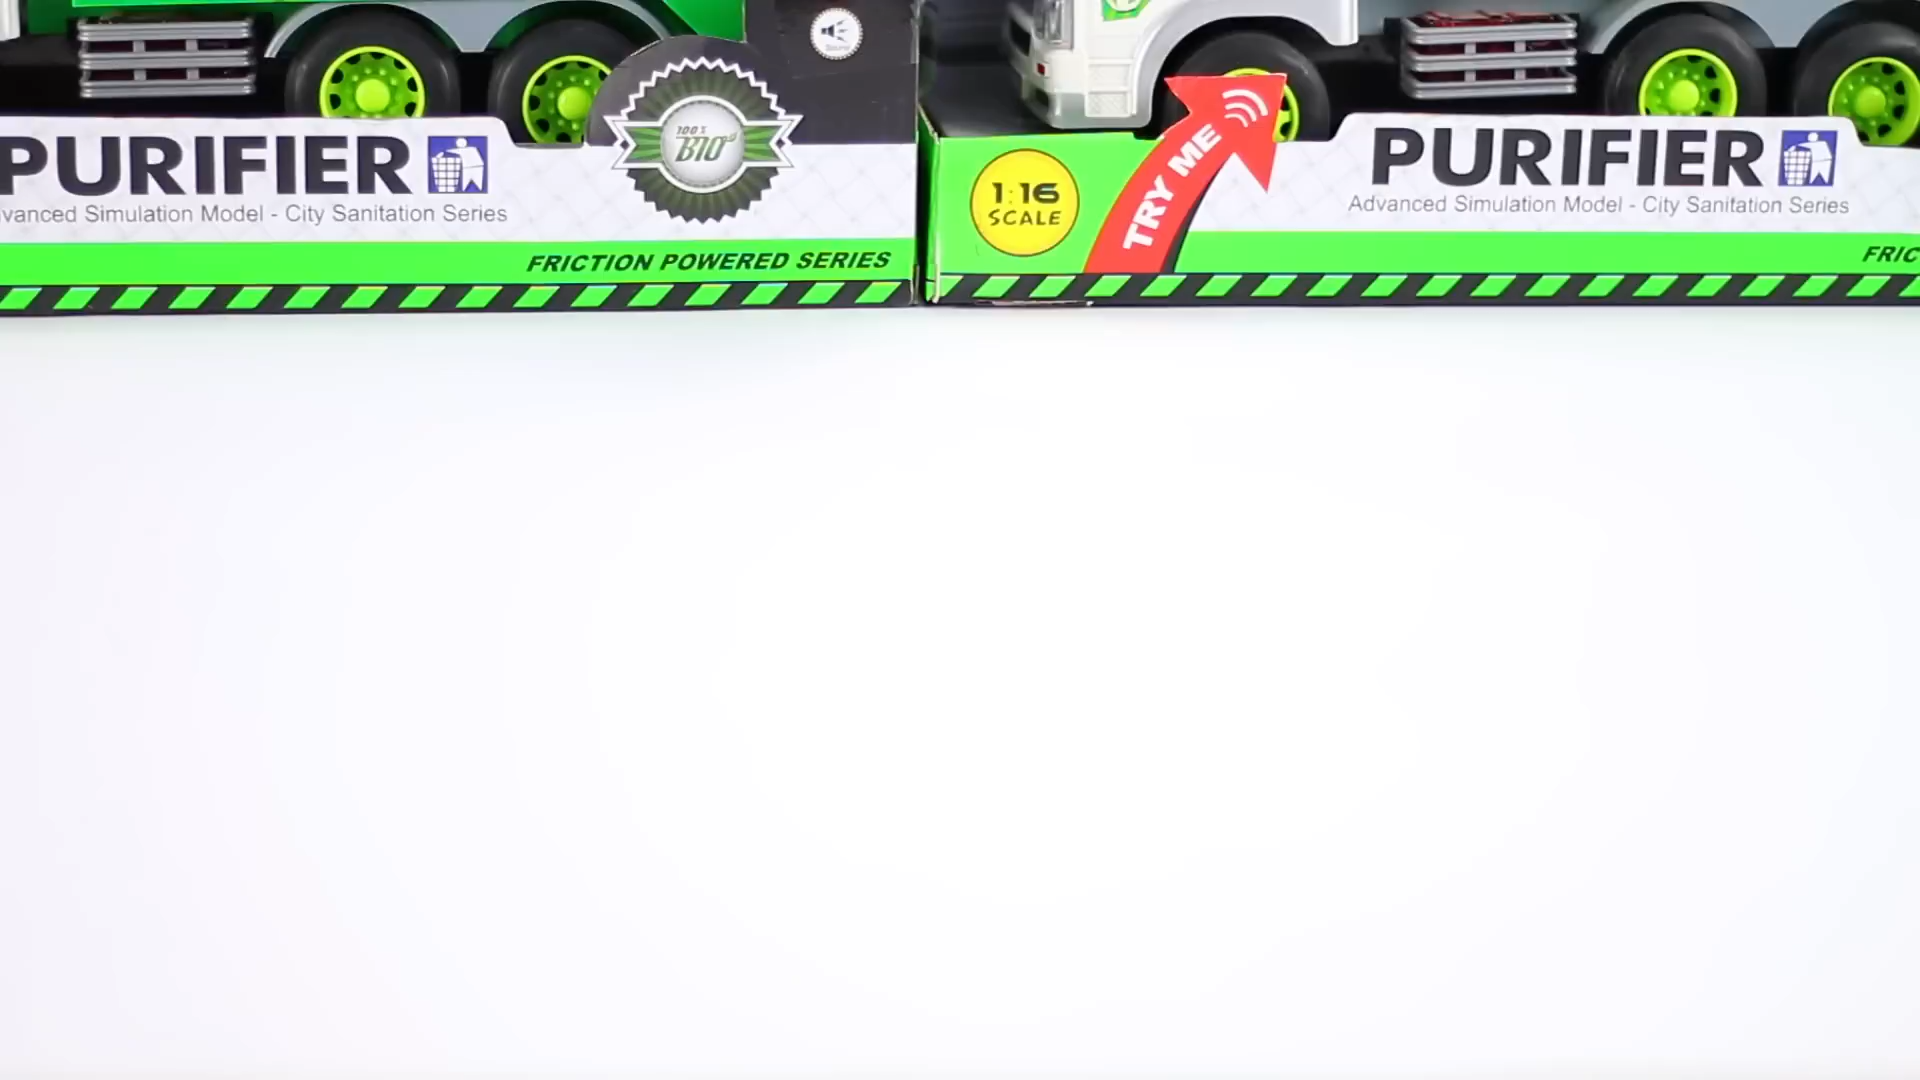 PURIFIER
vanced Simulation Model - City Sanitation Series
FRICTION POWERED SERIES
100%
BIO
Sound
1:16
SCALE
TRY ME
PURIFIER
Advanced Simulation Model - City Sanitation Series
FRIC